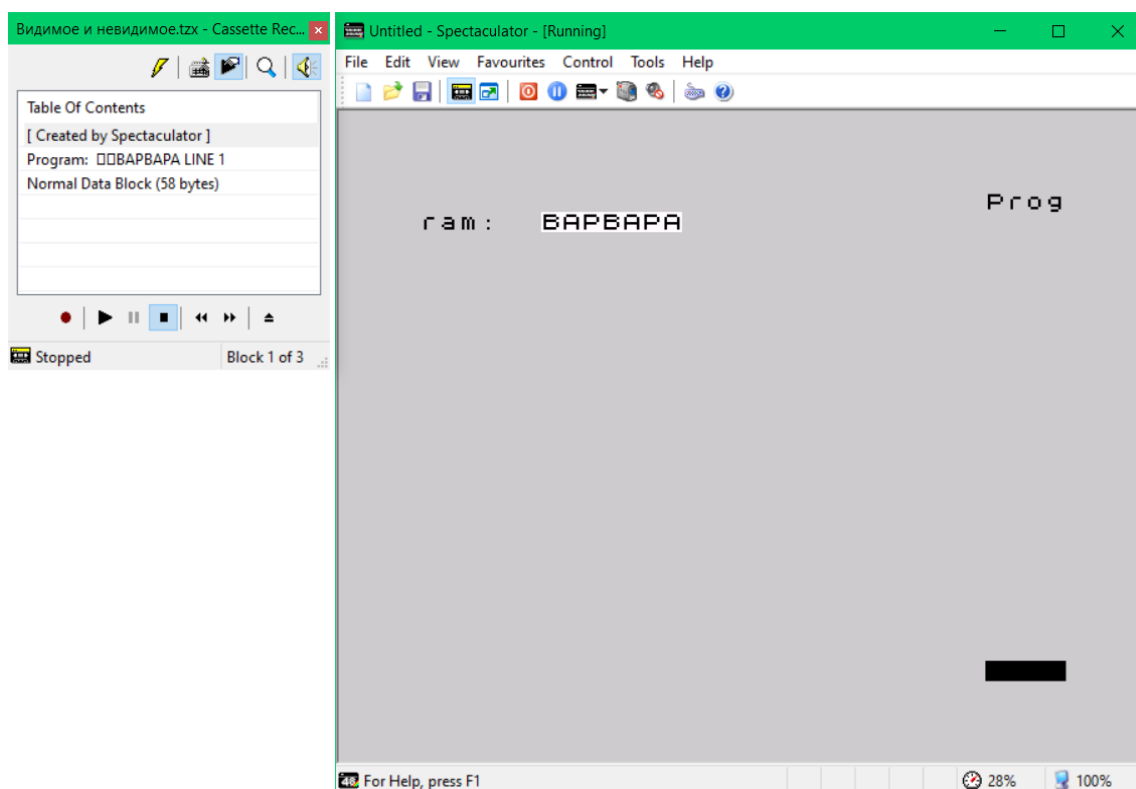 Видимое и невидимое.tzx - Cassette Rec...
Table Of Contents
[ Created by Spectaculator ]
Program: □□ВАРВАРА LINE 1
Normal Data Block (58 bytes)
Stopped
Block 1 of 3
Untitled - Spectaculator - [Running]
File Edit View Favourites Control Tools Help
Prog
ram: ВАРВАРА
48 For Help, press F1
28%
100%